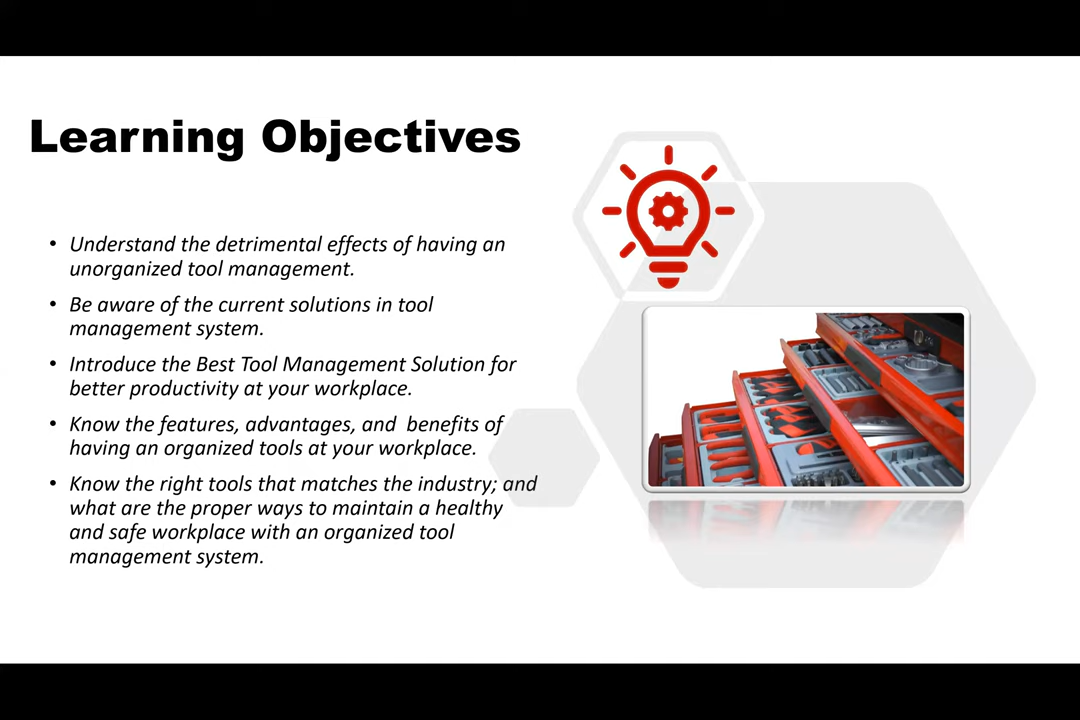 Learning Objectives
• Understand the detrimental effects of having an
unorganized tool management.
• Be aware of the current solutions in tool
management system.
• Introduce the Best Tool Management Solution for
better productivity at your workplace.
• Know the features, advantages, and  benefits of
having an organized tools at your workplace.
• Know the right tools that matches the industry; and
what are the proper ways to maintain a healthy
and safe workplace with an organized tool
management system.